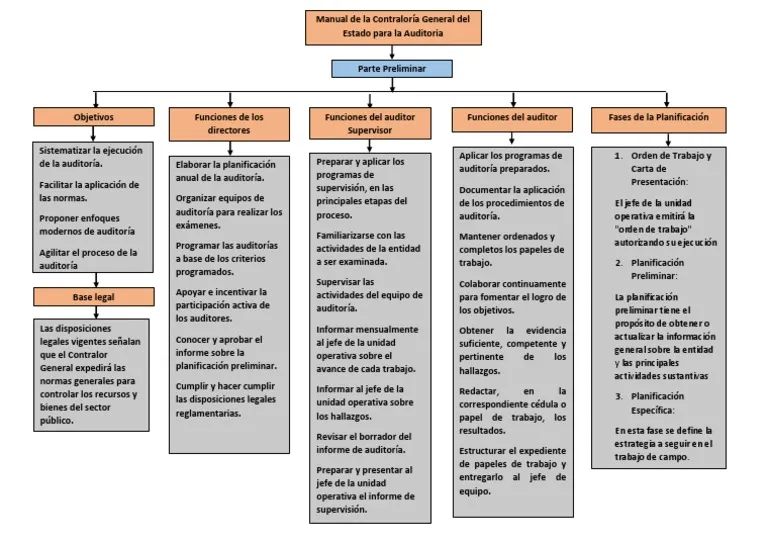 Manual de la Contraloría General del
Estado para la Auditoria
Parte Preliminar
Objetivos
Sistematizar la ejecución
de la auditoría.
Facilitar la aplicación de
las normas.
Proponer enfoques
modernos de auditoría
Agilitar el proceso de la
auditoría
Base legal
Las disposiciones
legales vigentes señalan
que el Contralor
General expedirá las
normas generales para
controlar los recursos y
bienes del sector
público.
Funciones de los
directores
Elaborar la planificación
anual de la auditoría.
Organizar equipos de
auditoría para realizar los
exámenes.
Programar las auditorías
a base de los criterios
programados.
Apoyar e incentivar la
participación activa de
los auditores.
Conocer y aprobar el
informe sobre la
planificación preliminar.
Cumplir y hacer cumplir
las disposiciones legales
reglamentarias.
Funciones del auditor
Supervisor
Preparar y aplicar los
programas de
supervisión, en las
principales etapas del
proceso.
Familiarizarse con las
actividades de la entidad
a ser examinada.
Supervisar las
actividades del equipo de
auditoría.
Informar mensualmente
al jefe de la unidad
operativa sobre el
avance de cada trabajo.
Informar al jefe de la
unidad operativa sobre
los hallazgos.
Revisar el borrador del
informe de auditoría.
Preparar y presentar al
jefe de la unidad
operativa el informe de
supervisión.
Funciones del auditor
Aplicar los programas de
auditoría preparados.
Documentar la aplicación
de los procedimientos de
auditoría.
Mantener ordenados y
completos los papeles de
trabajo.
Colaborar continuamente
para fomentar el logro de
los objetivos.
Obtener la evidencia
suficiente, competente y
pertinente de los
hallazgos.
Redactar, en la
correspondiente cédula o
papel de trabajo, los
resultados.
Estructurar el expediente
de papeles de trabajo y
entregarlo al jefe de
equipo.
Fases de la Planificación
1. Orden de Trabajo y
Carta de
Presentación:
El jefe de la unidad
operativa emitirá la
"orden de trabajo"
autorizando su ejecución
2. Planificación
Preliminar:
La planificación
preliminar tiene el
propósito de obtener o
actualizar la información
general sobre la entidad
y las principales
actividades sustantivas
3. Planificación
Específica:
En esta fase se define la
estrategia a seguir en el
trabajo de campo.